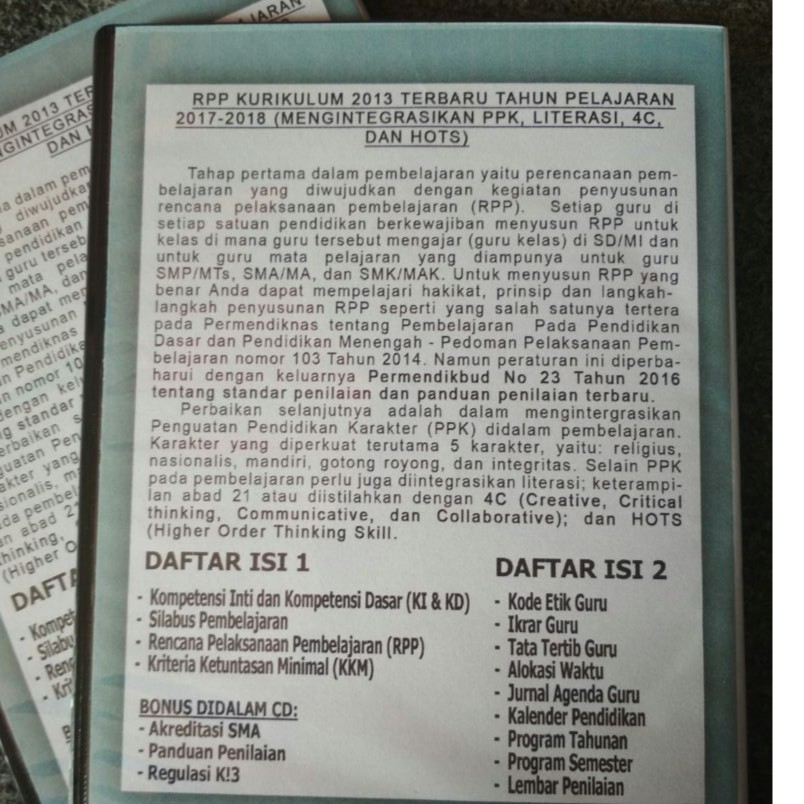 RPP KURIKULUM 2013 TERBARU TAHUN PELAJARAN
2017-2018 (MENGINTEGRASIKAN PPK, LITERASI, 4C,
DAN HOTS)
Tahap pertama dalam pembelajaran yaitu perencanaan pem-
belajaran yang diwujudkan dengan kegiatan penyusunan
rencana pelaksanaan pembelajaran (RPP). Setiap guru di
setiap satuan pendidikan berkewajiban menyusun RPP untuk
kelas di mana guru tersebut mengajar (guru kelas) di SD/MI dan
untuk guru mata pelajaran yang diampunya untuk guru
SMP/MTs, SMA/MA, dan SMK/MAK. Untuk menyusun RPP yang
benar Anda dapat mempelajari hakikat, prinsip dan langkah-
langkah penyusunan RPP seperti yang salah satunya tertera
pada Permendiknas tentang Pembelajaran Pada Pendidikan
Dasar dan Pendidikan Menengah - Pedoman Pelaksanaan Pem-
belajaran nomor 103 Tahun 2014. Namun peraturan ini diperba-
harui dengan keluarnya Permendikbud No 23 Tahun 2016
tentang standar penilaian dan panduan penilaian terbaru.
Perbaikan selanjutnya adalah dalam mengintergrasikan
Penguatan Pendidikan Karakter (PPK) didalam pembelajaran.
Karakter yang diperkuat terutama 5 karakter, yaitu: religius,
nasionalis, mandiri, gotong royong, dan integritas. Selain PPK
pada pembelajaran perlu juga diintegrasikan literasi; keterampi-
lan abad 21 atau diistilahkan dengan 4C (Creative, Critical
thinking, Communicative, dan Collaborative); dan HOTS
(Higher Order Thinking Skill.
DAFTAR ISI 1
- Kompetensi Inti dan Kompetensi Dasar (KI & KD)
- Silabus Pembelajaran
- Rencana Pelaksanaan Pembelajaran (RPP)
- Kriteria Ketuntasan Minimal (KKM)
BONUS DIDALAM CD:
- Akreditasi SMA
- Panduan Penilaian
- Regulasi K!3
DAFTAR ISI 2
- Kode Etik Guru
- Ikrar Guru
- Tata Tertib Guru
- Alokasi Waktu
- Jurnal Agenda Guru
- Kalender Pendidikan
- Program Tahunan
- Program Semester
- Lembar Penilaian